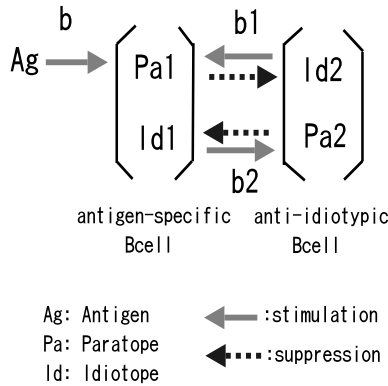 b
b1
Ag
Pa1
Id2
Id1
Pa2
b2
antigen-specific
Bcell
anti-idiotypic
Bcell
Ag: Antigen
:stimulation
Pa: Paratope
:suppression
Id: Idiotope